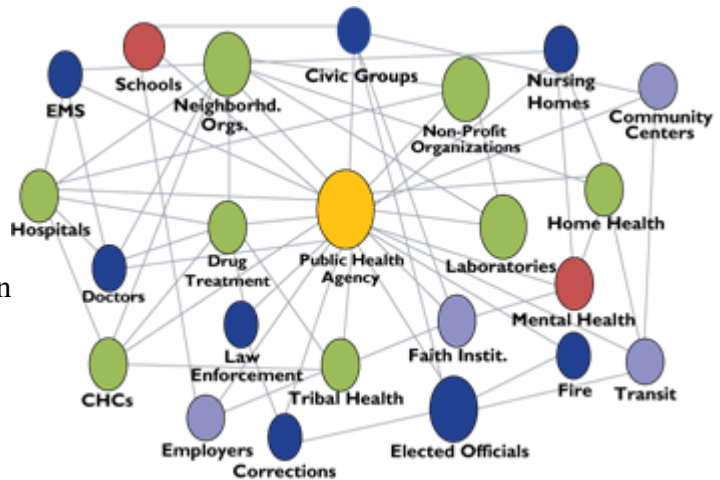 Schools
Civic Groups
EMS
Neighborhd.
Orgs.
Nursing
Homes
Non-Profit
Organizations
Community
Centers
Hospitals
Drug
Treatment
Public Health
Agency
Laboratories
Home Health
n
Doctors
Mental Health
Law
Enforcement
Faith Instit.
CHCs
Tribal Health
Fire
Transit
Employers
Corrections
Elected Officials